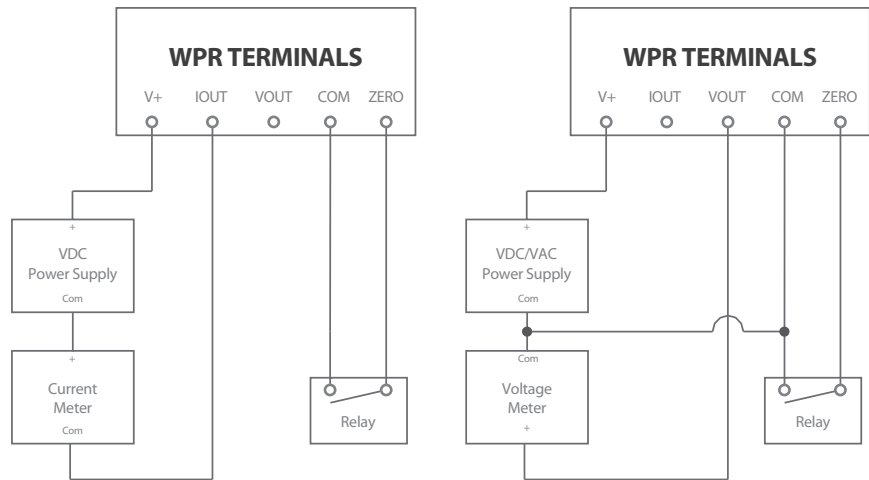 WPR TERMINALS
V+ IOUT VOUT COM ZERO
+
VDC
Power Supply
Com
+
Current
Meter
Com
Relay
WPR TERMINALS
V+ IOUT VOUT COM ZERO
+
VDC/VAC
Power Supply
Com
Com
Voltage
Meter
+
Relay